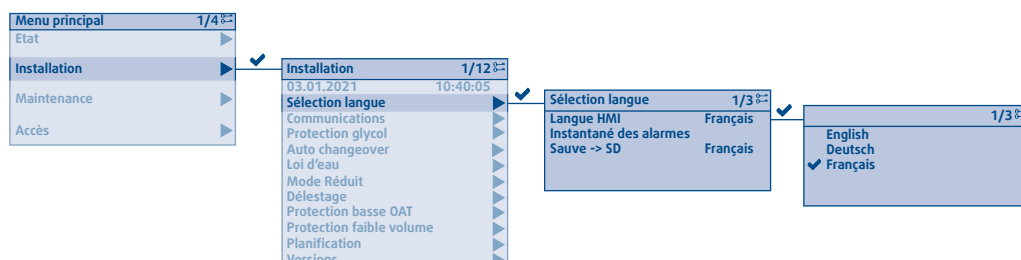 Menu principal 1/4
Etat
Installation
Maintenance
Accès
Installation 1/12
03.01.2021 10:40:05
Sélection langue
Communications
Protection glycol
Auto changeover
Loi d'eau
Mode Réduit
Délestage
Protection basse OAT
Protection faible volume
Planification
Versions
Sélection langue 1/3
Langue HMI Français
Instantané des alarmes
Sauve -> SD Français
1/3
English
Deutsch
Français